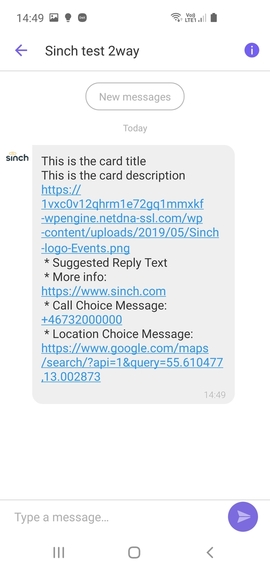 14:49
Sinch test 2way
New messages
Today
sinch
This is the card title
This is the card description
https://
1vxc0v12qhrm1e72gq1mmxkf
-wpengine.netdna-ssl.com/wp
-content/uploads/2019/05/Sinch
-logo-Events.png
* Suggested Reply Text
* More info:
https://www.sinch.com
* Call Choice Message:
+46732000000
* Location Choice Message:
https://www.google.com/maps
/search/?api=1&query=55.610477
,13.002873
14:49
Type a message...